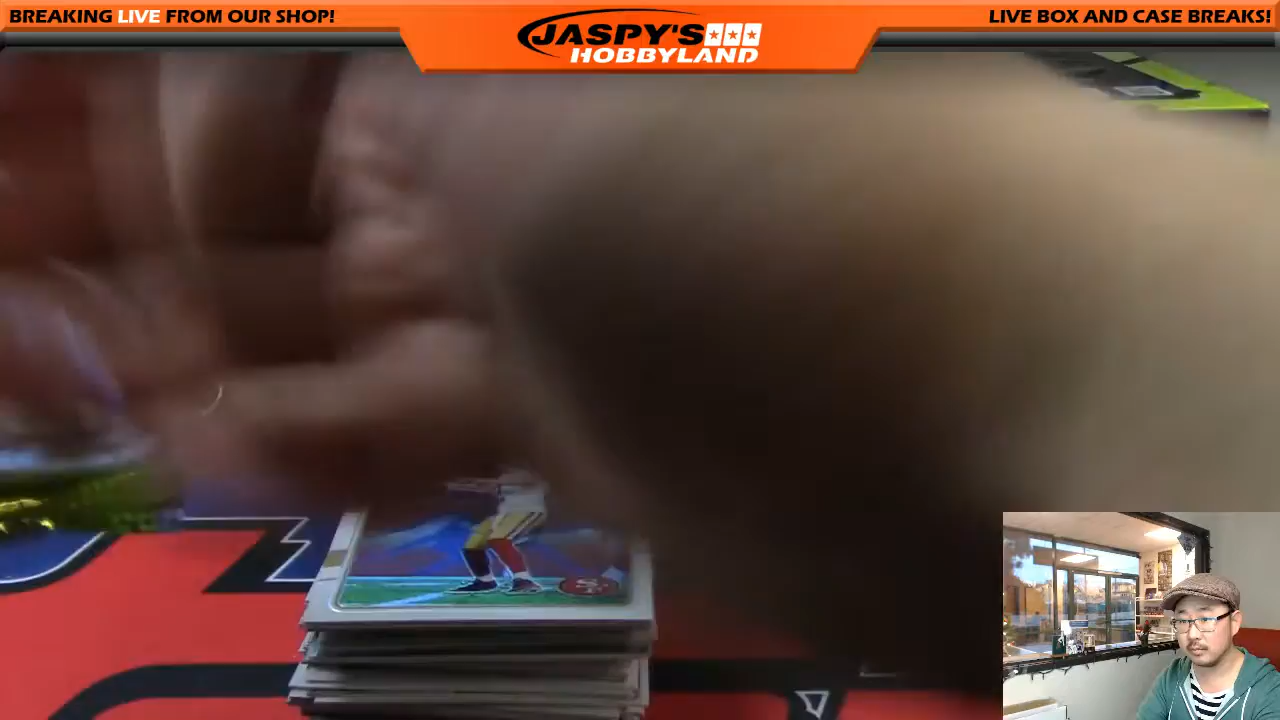 BREAKING LIVE FROM OUR SHOP!
JASPY'S
HOBBYLAND
LIVE BOX AND CASE BREAKS!